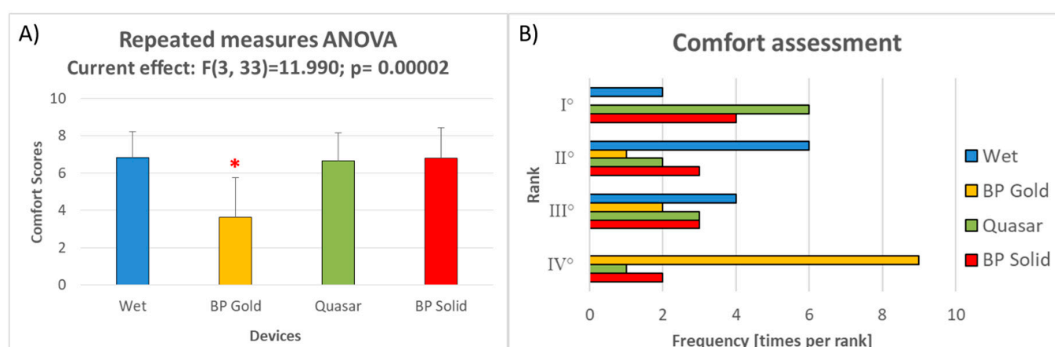 A)
Repeated measures ANOVA
Current effect: F(3, 33)=11.990; p= 0.00002
Comfort Scores
10
8
6
4
2
0
*
Wet BP Gold Quasar BP Solid
Devices
B)
Comfort assessment
Rank
I°
II°
III°
IV°
0 2 4 6 8 10
Frequency [times per rank]
Wet
BP Gold
Quasar
BP Solid